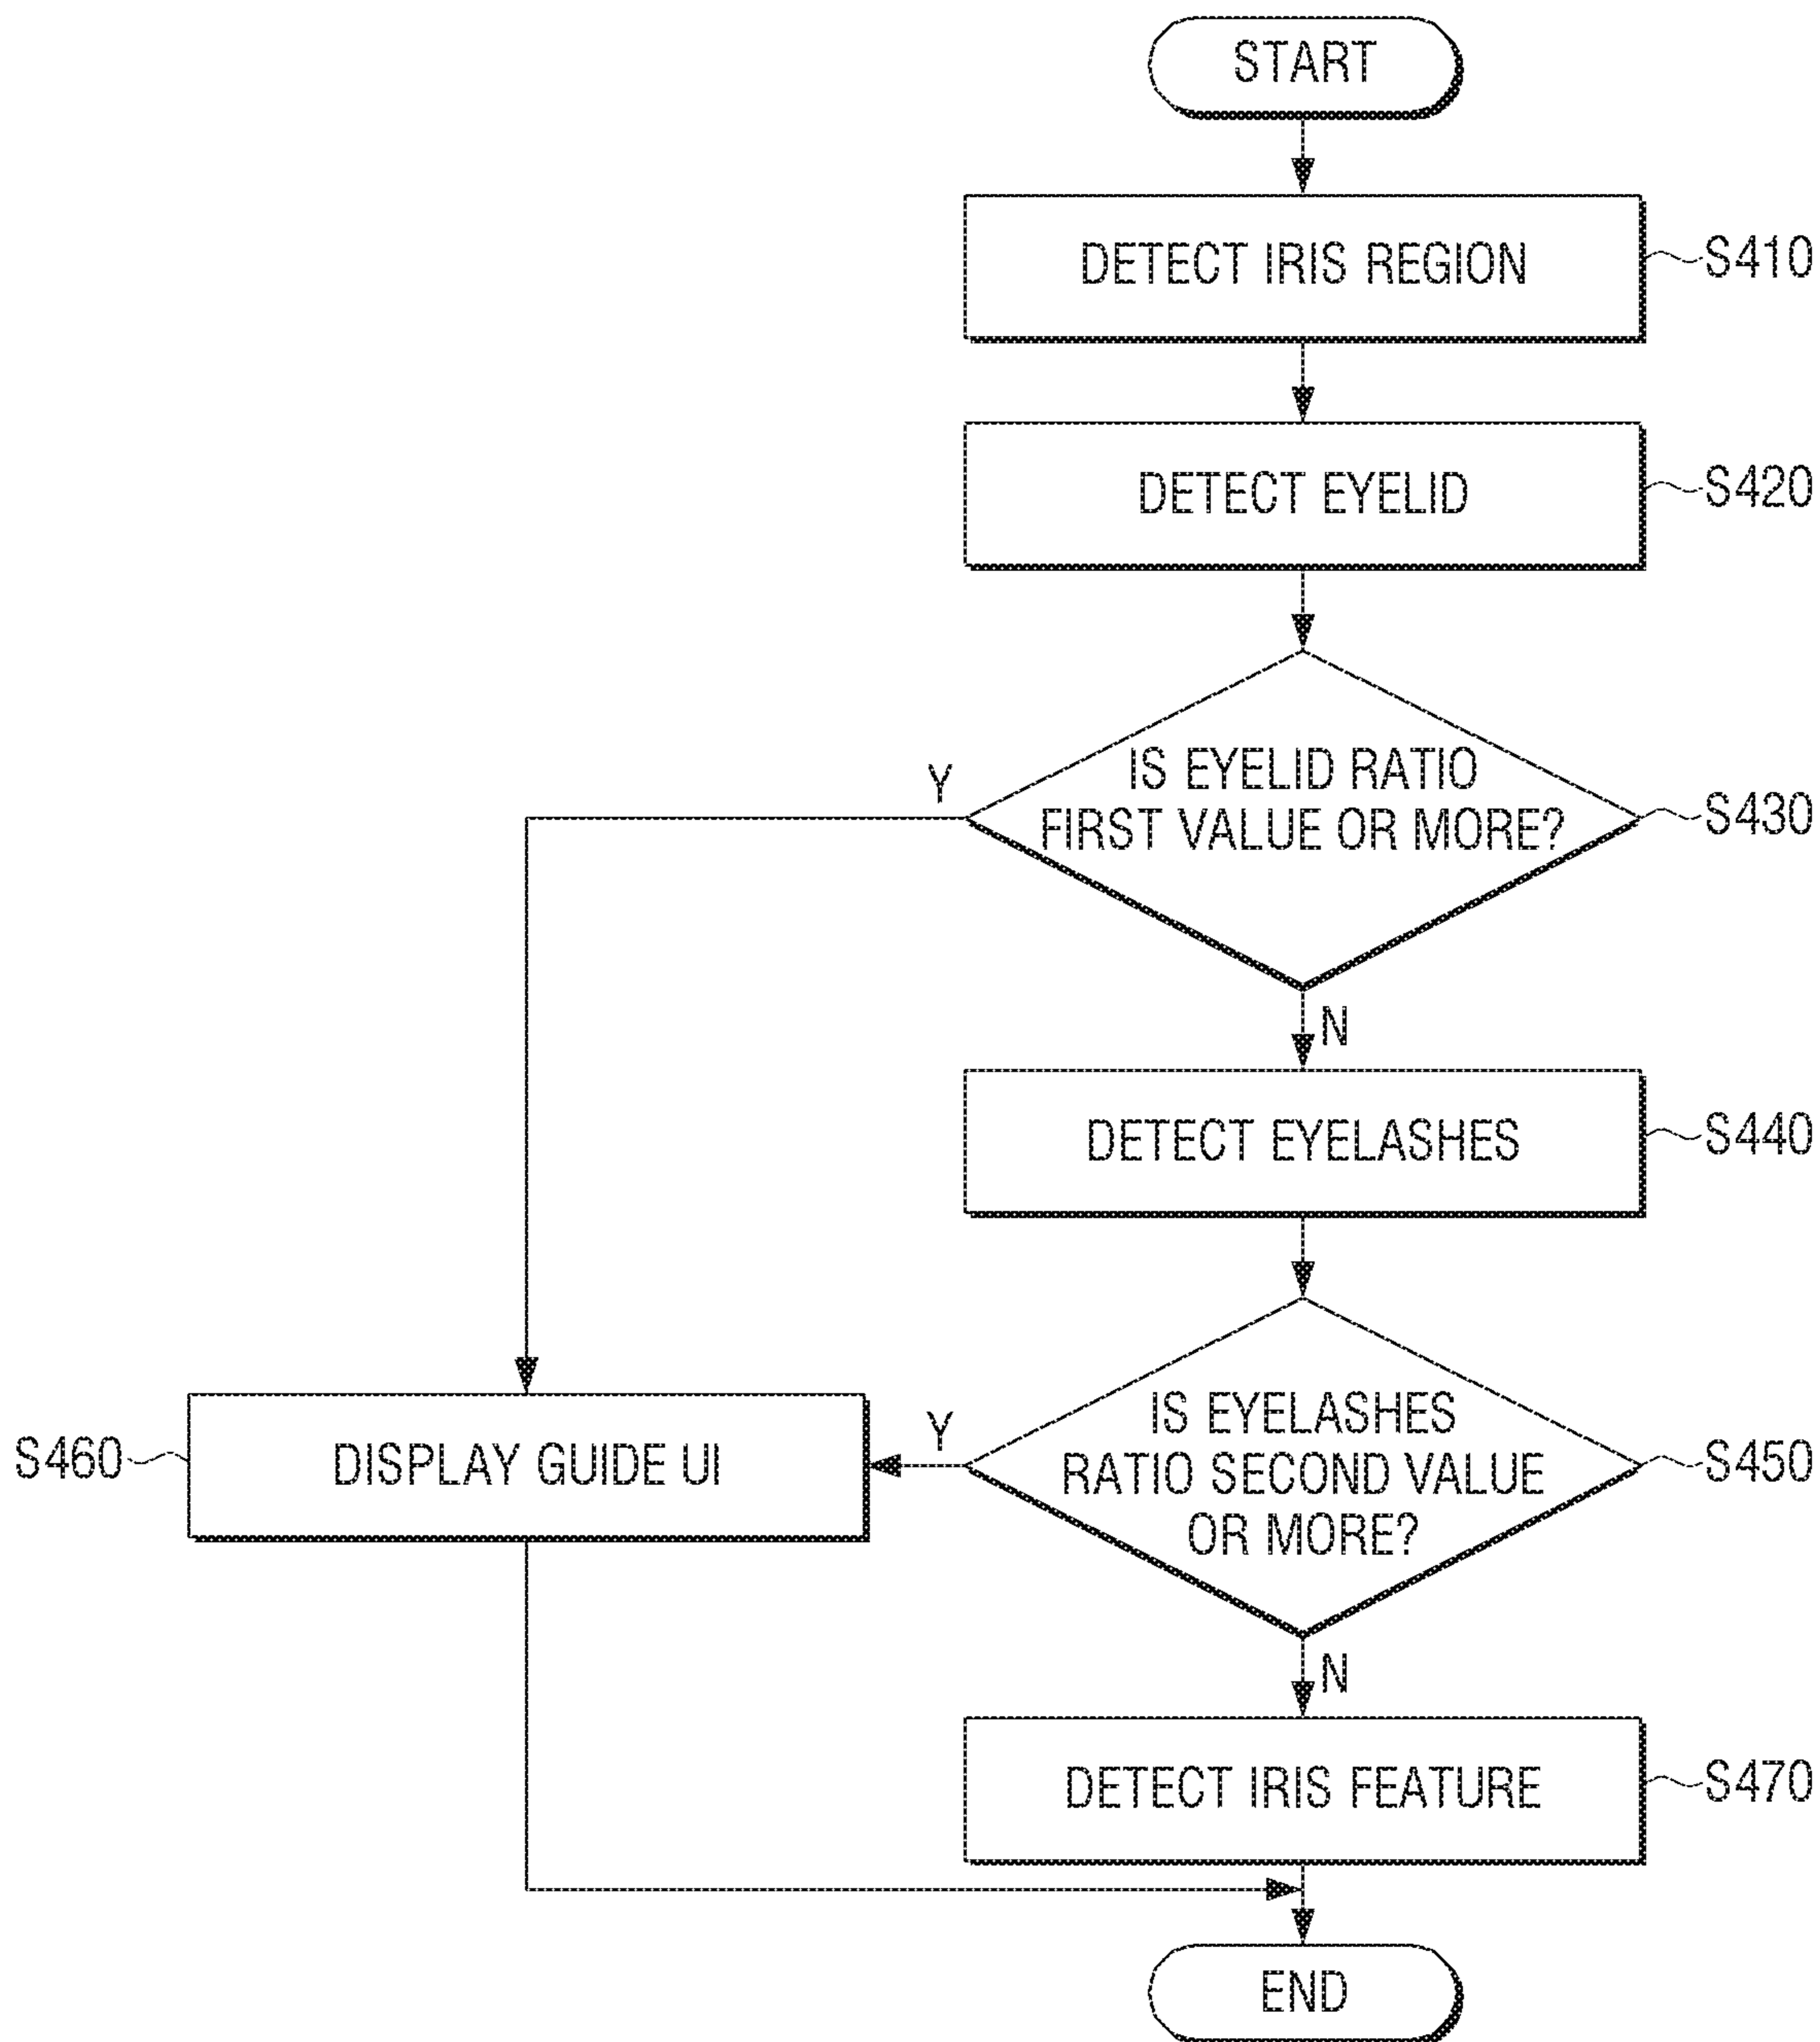 START
DETECT IRIS REGION
S410
DETECT EYELID
S420
IS EYELID RATIO
FIRST VALUE OR MORE?
S430
Y
N
DETECT EYELASHES
S440
IS EYELASHES
RATIO SECOND VALUE
OR MORE?
S450
Y
S460
DISPLAY GUIDE UI
N
DETECT IRIS FEATURE
S470
END